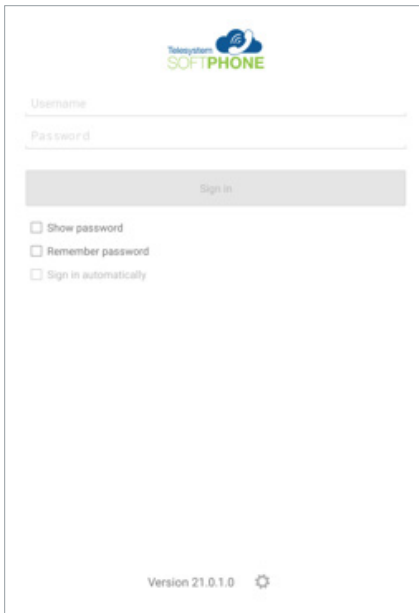 Telesystem
SOFTPHONE
Username
Password
Sign in
Show password
Remember password
Sign in automatically
Version 21.0.1.0